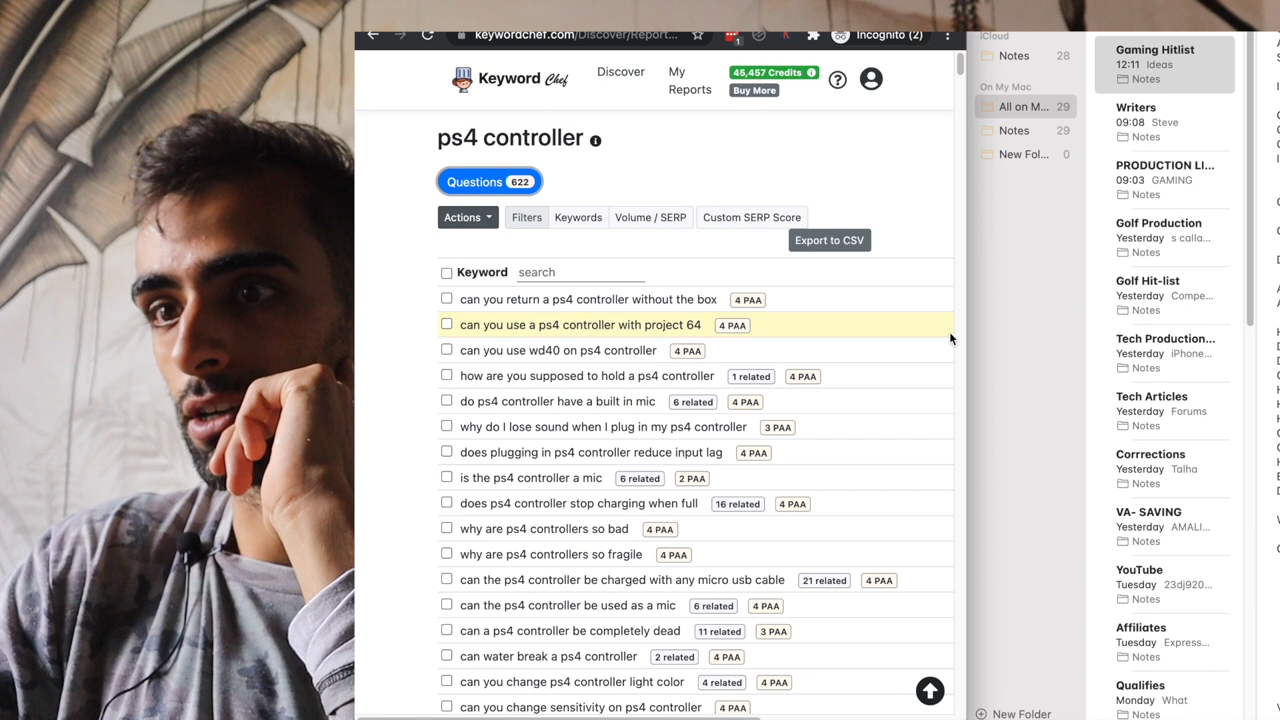 keywordchef.com/Discover/Report...
1
Incognito (2)
Keyword Chef
Discover
My Reports
45,457 Credits
Buy More
ps4 controller
Questions 622
Actions
Filters
Keywords
Volume / SERP
Custom SERP Score
Export to CSV
Keyword search
can you return a ps4 controller without the box 4 PAA
can you use a ps4 controller with project 64 4 PAA
can you use wd40 on ps4 controller 4 PAA
how are you supposed to hold a ps4 controller 1 related 4 PAA
do ps4 controller have a built in mic 6 related 4 PAA
why do I lose sound when I plug in my ps4 controller 3 PAA
does plugging in ps4 controller reduce input lag 4 PAA
is the ps4 controller a mic 6 related 2 PAA
does ps4 controller stop charging when full 16 related 4 PAA
why are ps4 controllers so bad 4 PAA
why are ps4 controllers so fragile 4 PAA
can the ps4 controller be charged with any micro usb cable 21 related 4 PAA
can the ps4 controller be used as a mic 6 related 4 PAA
can a ps4 controller be completely dead 11 related 3 PAA
can water break a ps4 controller 2 related 4 PAA
can you change ps4 controller light color 4 related 4 PAA
can you change sensitivity on ps4 controller 4 PAA
iCloud
Notes 28
On My Mac
All on M... 29
Notes 29
New Fol... 0
New Folder
Gaming Hitlist
12:11 Ideas
Notes
Writers
09:08 Steve
Notes
PRODUCTION LI...
09:03 GAMING
Notes
Golf Production
Yesterday s calla...
Notes
Golf Hit-list
Yesterday Compe...
Notes
Tech Production...
Yesterday iPhone...
Notes
Tech Articles
Yesterday Forums
Notes
Corrrections
Yesterday Talha
Notes
VA- SAVING
Yesterday AMALI...
Notes
YouTube
Tuesday 23dj920...
Notes
Affiliates
Tuesday Express...
Notes
Qualifies
Monday What
Notes